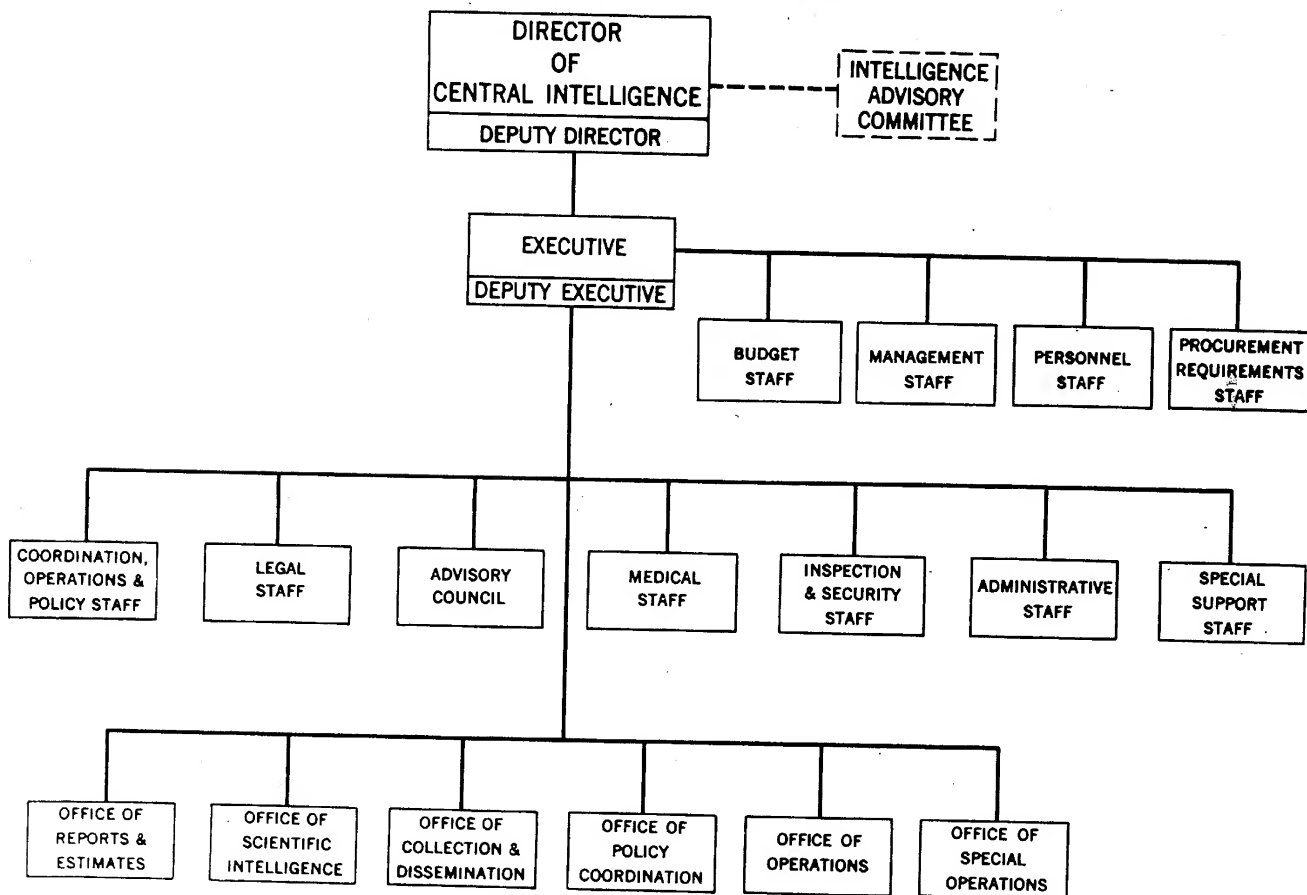 DIRECTOR
OF
CENTRAL INTELLIGENCE
DEPUTY DIRECTOR
INTELLIGENCE
ADVISORY
COMMITTEE
EXECUTIVE
DEPUTY EXECUTIVE
BUDGET
STAFF
MANAGEMENT
STAFF
PERSONNEL
STAFF
PROCUREMENT
REQUIREMENTS
STAFF
COORDINATION,
OPERATIONS &
POLICY STAFF
LEGAL
STAFF
ADVISORY
COUNCIL
MEDICAL
STAFF
INSPECTION
& SECURITY
STAFF
ADMINISTRATIVE
STAFF
SPECIAL
SUPPORT
STAFF
OFFICE OF
REPORTS &
ESTIMATES
OFFICE OF
SCIENTIFIC
INTELLIGENCE
OFFICE OF
COLLECTION &
DISSEMINATION
OFFICE OF
POLICY
COORDINATION
OFFICE OF
OPERATIONS
OFFICE OF
SPECIAL
OPERATIONS